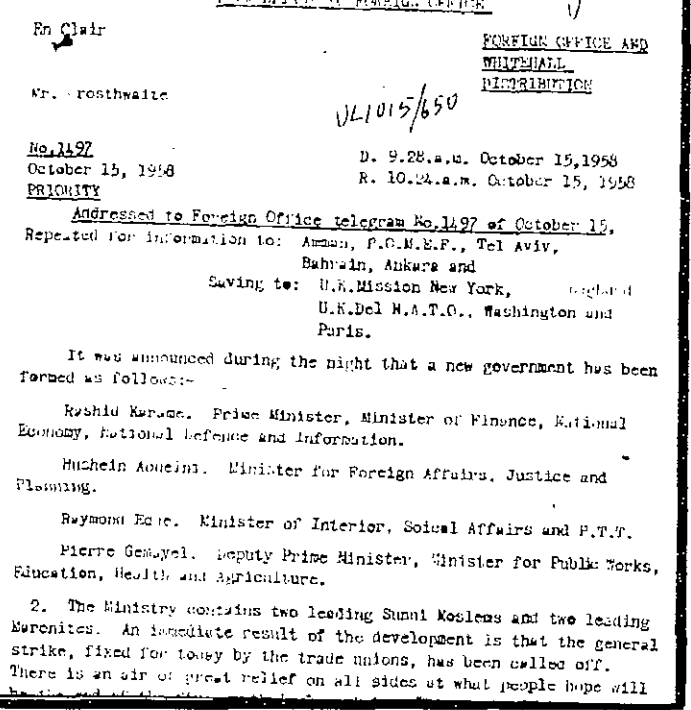 FOREIGN OFFICE
En Clair
FOREIGN OFFICE AND
WHITEHALL
DISTRIBUTION
Mr. rosthwaite
VL1015/650
No.1497
October 15, 1958
PRIORITY
D. 9.28.a.m. October 15,1958
R. 10.24.a.m. October 15, 1958
Addressed to Foreign Office telegram No.1497 of October 15,
Repeated for information to: Amman, P.O.M.E.F., Tel Aviv,
Bahrain, Ankara and
Saving to: U.K.Mission New York,
U.K.Del N.A.T.O., Washington and
Paris.
It was announced during the night that a new government has been
formed as follows:-
Rashid Karame. Prime Minister, Minister of Finance, National
Economy, National Defence and Information.
Hushein Aoueini. Minister for Foreign Affairs, Justice and
Planning.
Raymond Edde. Minister of Interior, Soical Affairs and P.T.T.
Pierre Gemayel. Deputy Prime Minister, Minister for Public Works,
Education, Health and Agriculture.
2. The Ministry contains two leading Sunni Moslems and two leading
Maronites. An immediate result of the development is that the general
strike, fixed for today by the trade unions, has been called off.
There is an air of great relief on all sides at what people hope will